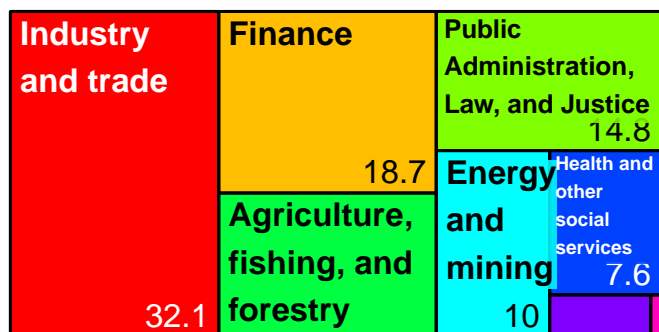 Industry
and trade
32.1
Finance
18.7
Agriculture,
fishing, and
forestry
Public
Administration,
Law, and Justice
14.8
Energy
and
mining
10
Health and
other
social
services
7.6